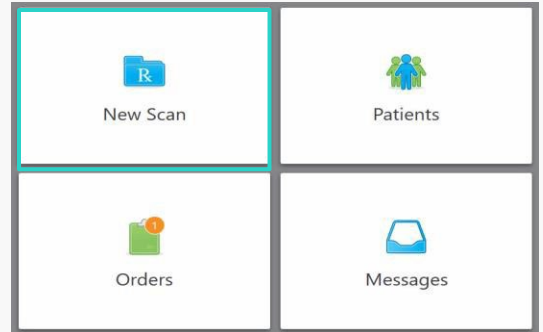 ℞
New Scan
Patients
1
Orders
Messages